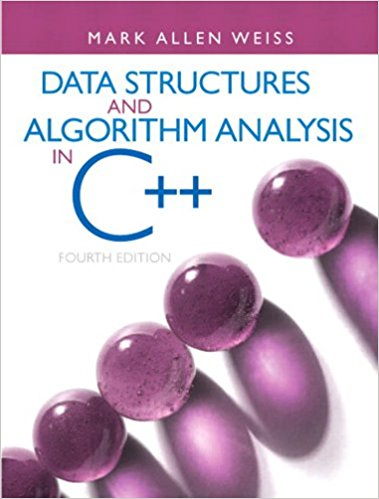 MARK ALLEN WEISS
DATA STRUCTURES
AND
ALGORITHM ANALYSIS
IN
C++
FOURTH EDITION